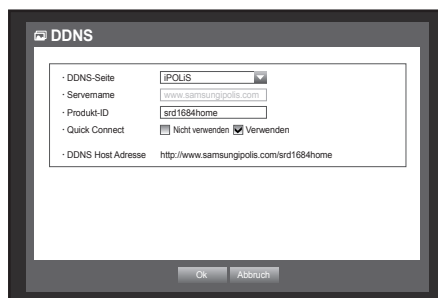 DDNS
· DDNS-Seite iPOLiS
· Servername www.samsungipolis.com
· Produkt-ID srd1684home
· Quick Connect Nicht verwenden Verwenden
· DDNS Host Adresse http://www.samsungipolis.com/srd1684home
Ok Abbruch